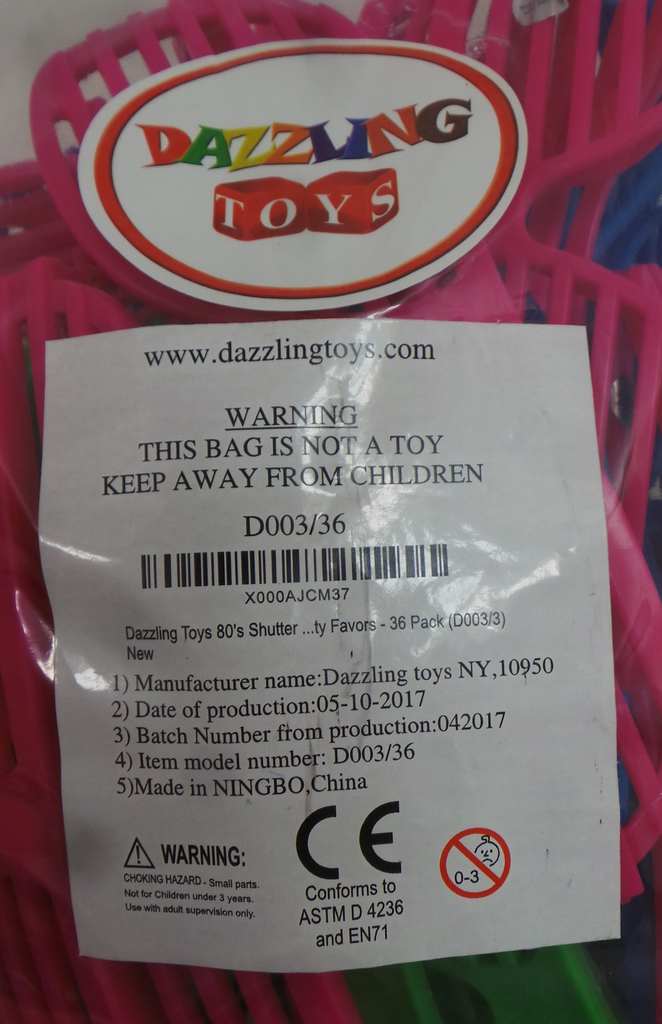 DAZZLING
TOYS
www.dazzlingtoys.com
WARNING
THIS BAG IS NOT A TOY
KEEP AWAY FROM CHILDREN
D003/36
X000AJCM37
Dazzling Toys 80's Shutter ...ty Favors - 36 Pack (D003/3)
New
1) Manufacturer name:Dazzling toys NY,10950
2) Date of production:05-10-2017
3) Batch Number from production:042017
4) Item model number: D003/36
5)Made in NINGBO,China
WARNING:
CHOKING HAZARD - Small parts.
Not for Children under 3 years.
Use with adult supervision only.
CE
Conforms to
ASTM D 4236
and EN71
0-3